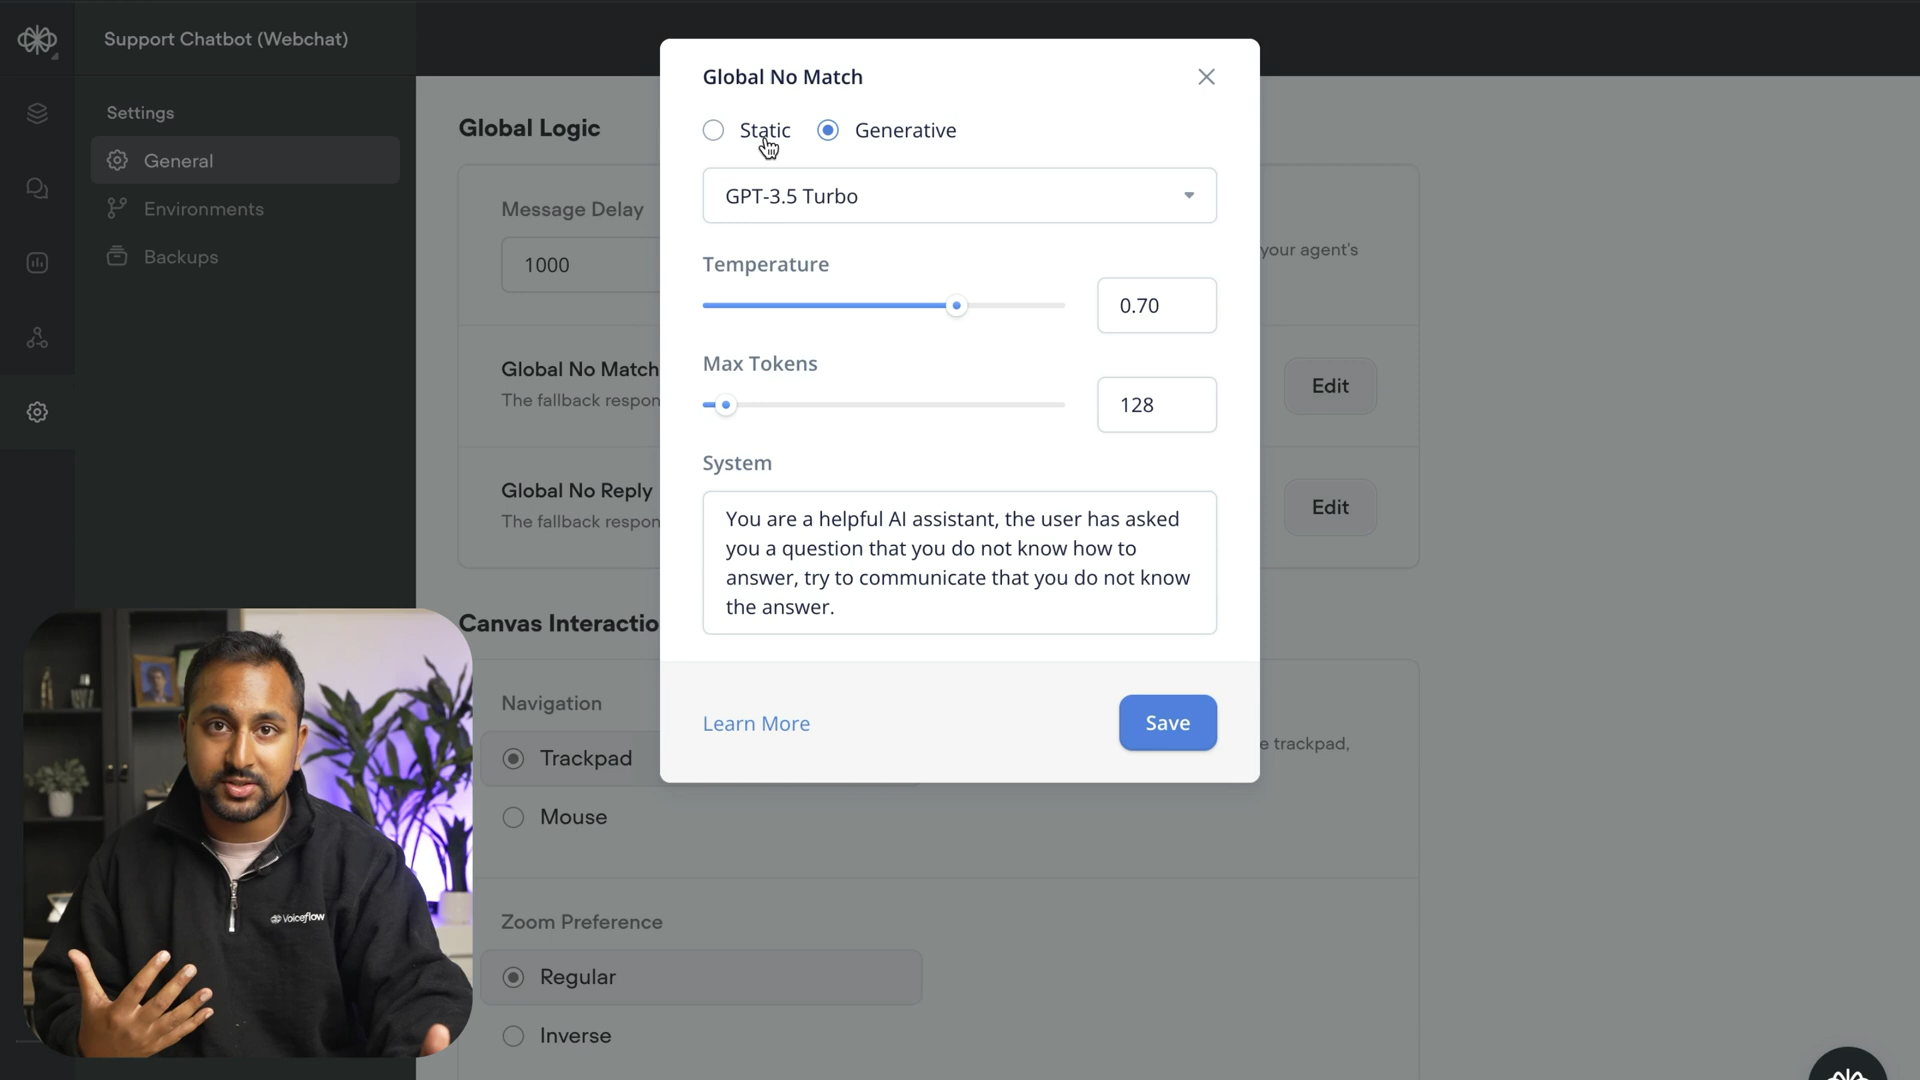 Support Chatbot (Webchat)
Settings
General
Environments
Backups
Global Logic
Message Delay
1000
your agent's
Global No Match
The fallback respon
Edit
Global No Reply
The fallback respon
Edit
Canvas Interactio
Navigation
Trackpad
Mouse
e trackpad,
Zoom Preference
Regular
Inverse
Global No Match
Static
Generative
GPT-3.5 Turbo
Temperature
0.70
Max Tokens
128
System
You are a helpful AI assistant, the user has asked
you a question that you do not know how to
answer, try to communicate that you do not know
the answer.
Learn More
Save
Voiceflow